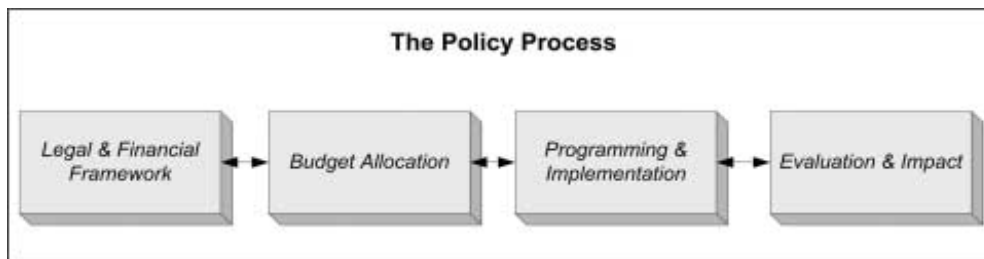 The Policy Process
Legal & Financial
Framework
Budget Allocation
Programming &
Implementation
Evaluation & Impact